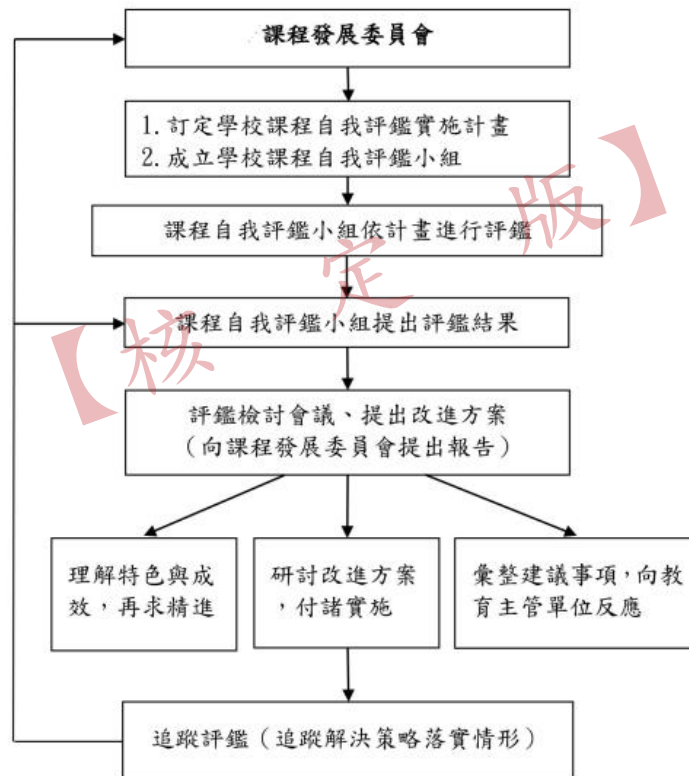 課程發展委員會
1. 訂定學校課程自我評鑑實施計畫
2. 成立學校課程自我評鑑小組
課程自我評鑑小組依計畫進行評鑑
課程自我評鑑小組提出評鑑結果
評鑑檢討會議、提出改進方案
（向課程發展委員會提出報告）
理解特色與成
效，再求精進
研討改進方案
，付諸實施
彙整建議事項，向教
育主管單位反應
追蹤評鑑（追蹤解決策略落實情形）
【核定版】